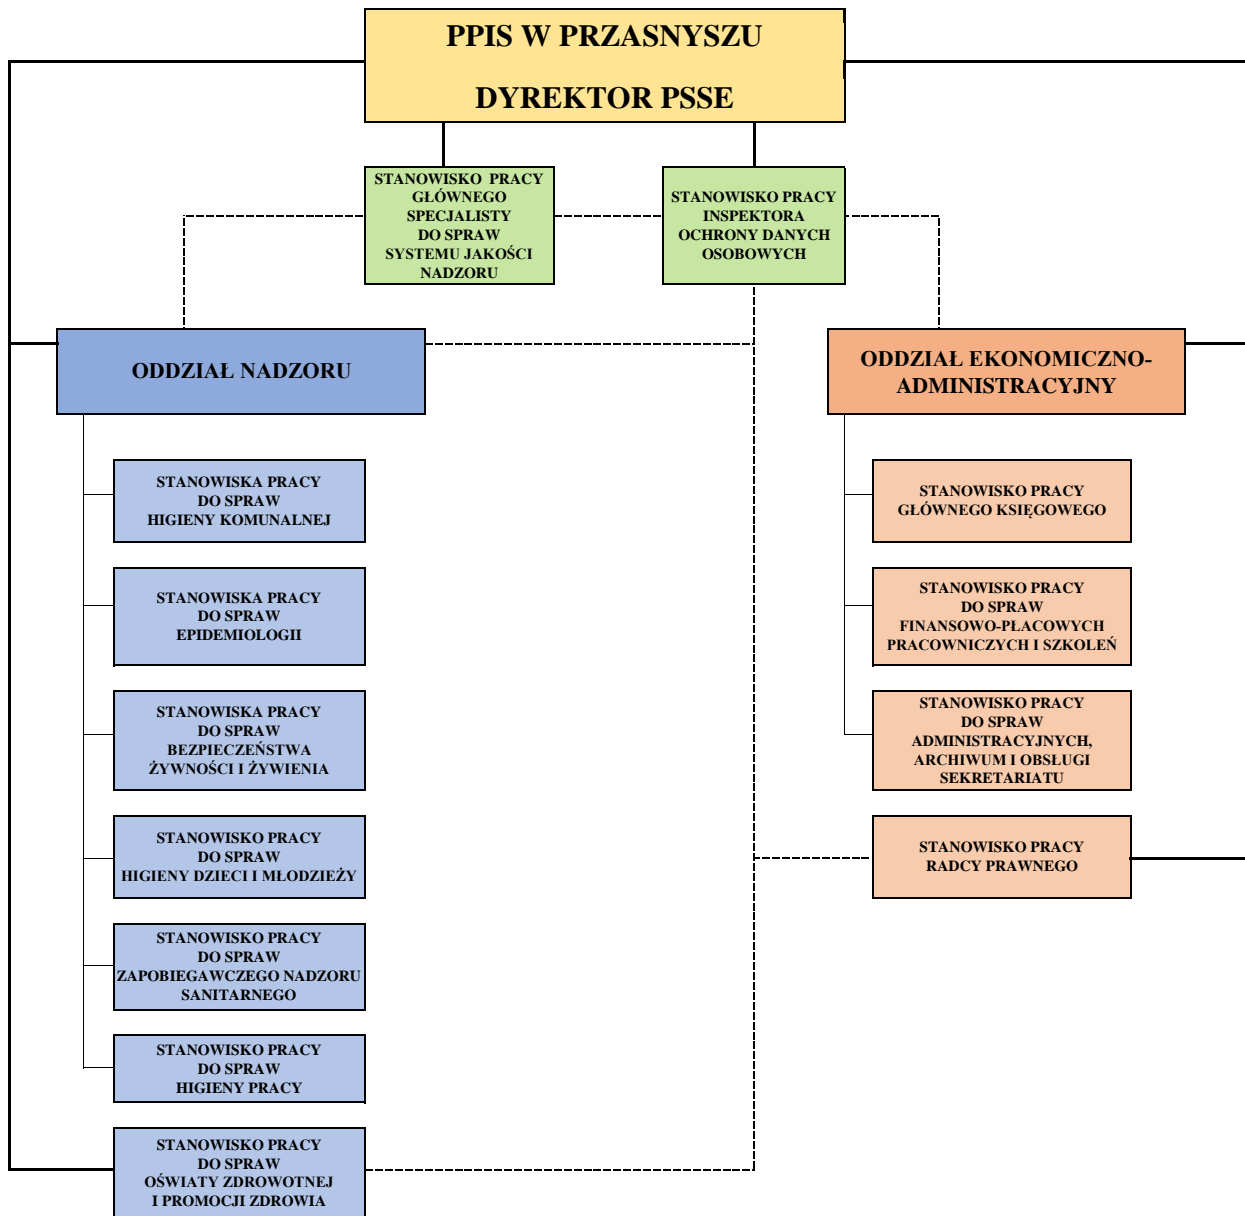 PPIS W PRZASNYSZU
DYREKTOR PSSE
STANOWISKO PRACY
GŁÓWNEGO
SPECJALISTY
DO SPRAW
SYSTEMU JAKOŚCI
NADZORU
STANOWISKO PRACY
INSPEKTORA
OCHRONY DANYCH
OSOBOWYCH
ODDZIAŁ NADZORU
STANOWISKA PRACY
DO SPRAW
HIGIENY KOMUNALNEJ
STANOWISKA PRACY
DO SPRAW
EPIDEMIOLOGII
STANOWISKA PRACY
DO SPRAW
BEZPIECZEŃSTWA
ŻYWNOŚCI I ŻYWIENIA
STANOWISKO PRACY
DO SPRAW
HIGIENY DZIECI I MŁODZIEŻY
STANOWISKO PRACY
DO SPRAW
ZAPOBIEGAWCZEGO NADZORU
SANITARNEGO
STANOWISKO PRACY
DO SPRAW
HIGIENY PRACY
STANOWISKO PRACY
DO SPRAW
OŚWIATY ZDROWOTNEJ
I PROMOCJI ZDROWIA
ODDZIAŁ EKONOMICZNO-
ADMINISTRACYJNY
STANOWISKO PRACY
GŁÓWNEGO KSIĘGOWEGO
STANOWISKO PRACY
DO SPRAW
FINANSOWO-PŁACOWYCH
PRACOWNICZYCH I SZKOLEŃ
STANOWISKO PRACY
DO SPRAW
ADMINISTRACYJNYCH,
ARCHIWUM I OBSŁUGI
SEKRETARIATU
STANOWISKO PRACY
RADCY PRAWNEGO